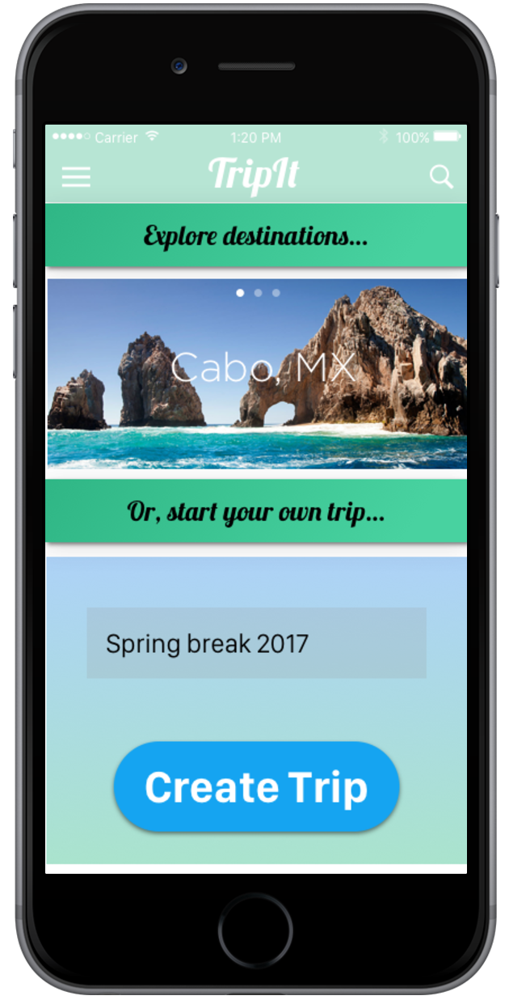 Carrier 1:20 PM 100%
TripIt
Explore destinations...
Cabo, MX
Or, start your own trip...
Spring break 2017
Create Trip